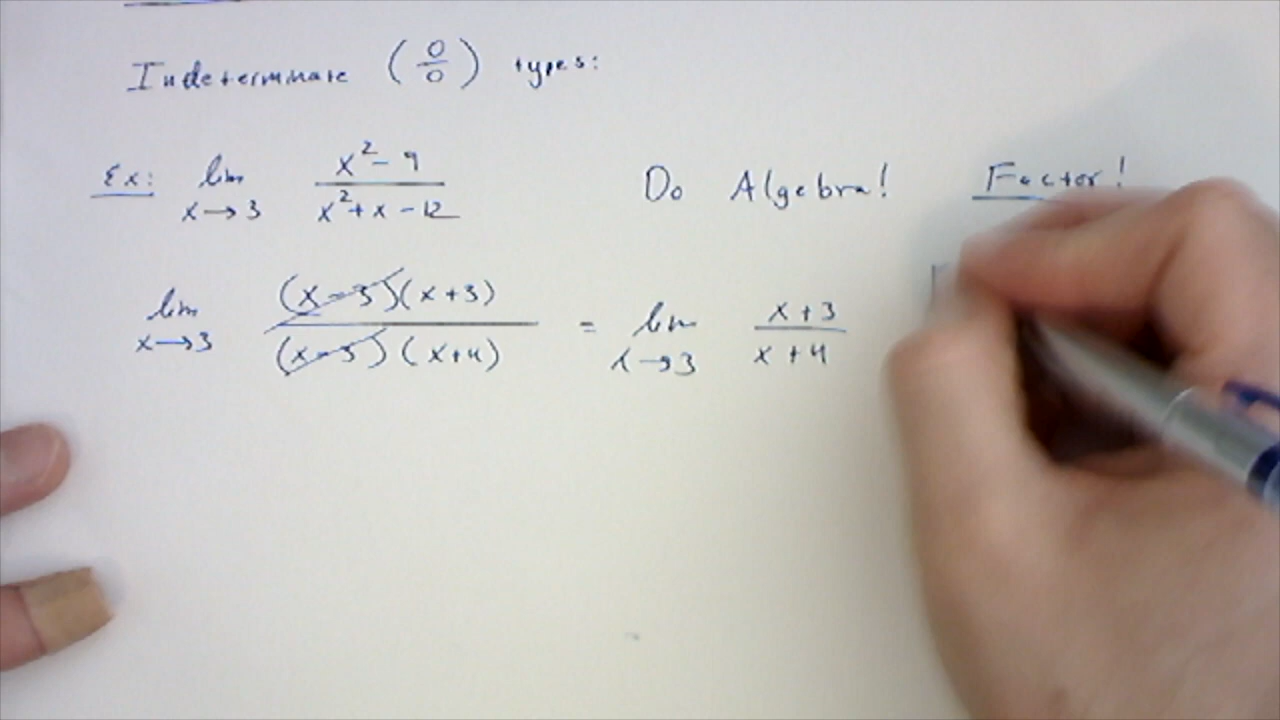 Indeterminate (0/0) types:
Ex: lim x→3 (x²-9)/(x²+x-12) Do Algebra! Factor!
lim x→3 (x-3)(x+3)/(x-3)(x+4) = lim x→3 (x+3)/(x+4)